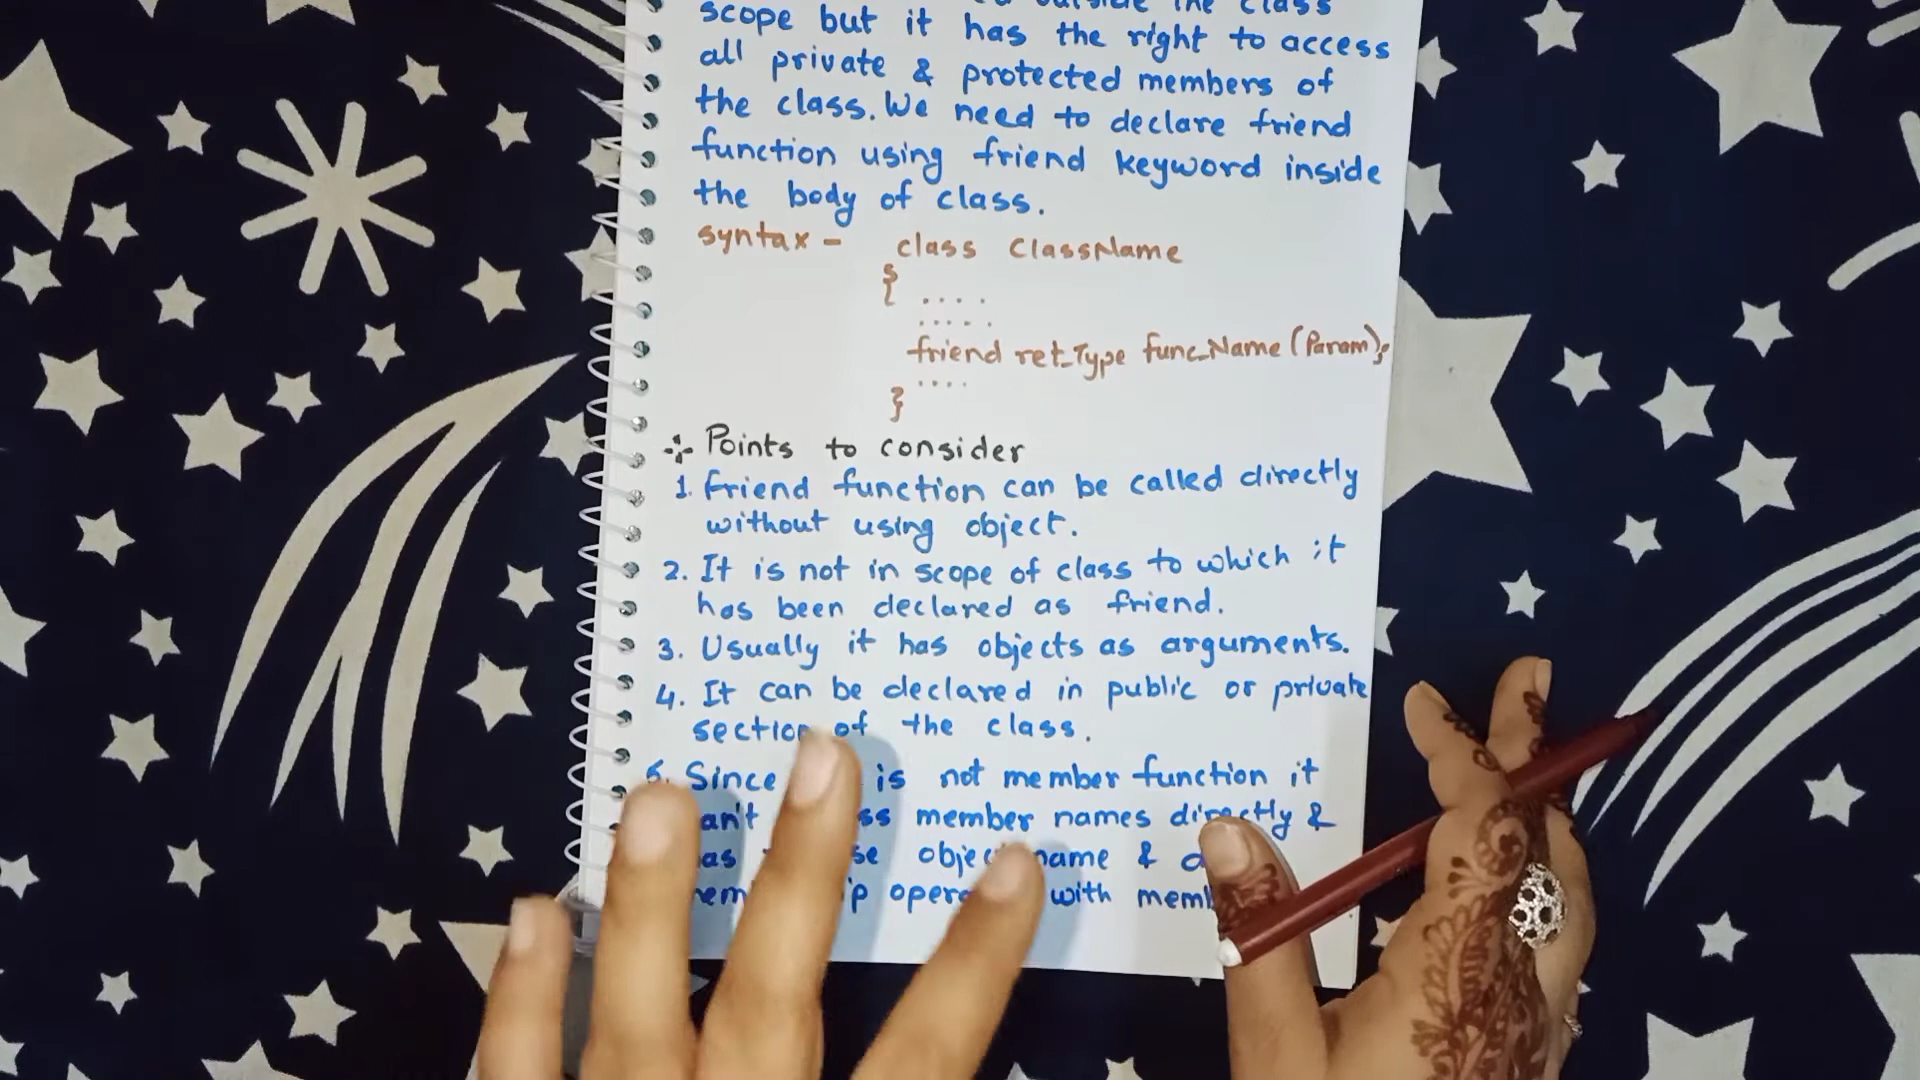 outside the class
scope but it has the right to access
all private & protected members of
the class. We need to declare friend
function using friend keyword inside
the body of class.
syntax - class ClassName
{
....
.....
friend ret_Type func_Name (Param);
....
}
Points to consider
1. Friend function can be called directly
without using object.
2. It is not in scope of class to which it
has been declared as friend.
3. Usually it has objects as arguments.
4. It can be declared in public or private
section of the class.
Since is not member function it
member names directly &
name &
with